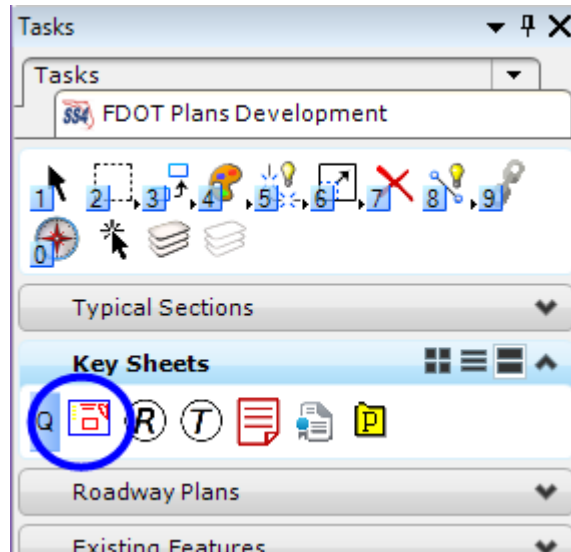 Tasks
Tasks
SS4 FDOT Plans Development
1 2 3 4 5 6 7 8 9
0
Typical Sections
Key Sheets
Q R T P
Roadway Plans
Existing Features